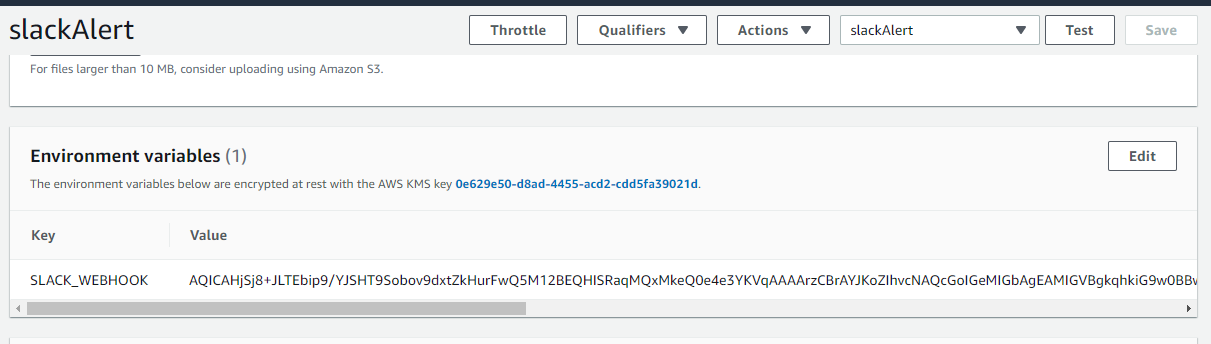 slackAlert
Throttle
Qualifiers
Actions
slackAlert
Test
Save
For files larger than 10 MB, consider uploading using Amazon S3.
Environment variables (1)
Edit
The environment variables below are encrypted at rest with the AWS KMS key 0e629e50-d8ad-4455-acd2-cdd5fa39021d.
Key
Value
SLACK_WEBHOOK
AQICAHjSj8+JLTEbip9/YJSHT9Sobov9dxtZkHurFwQ5M12BEQHISRaqMQxMkeQ0e4e3YKVqAAAArzCBrAYJKoZIhvcNAQcGoIGeMIGbAgEAMIGVBgkqhkiG9w0BBw